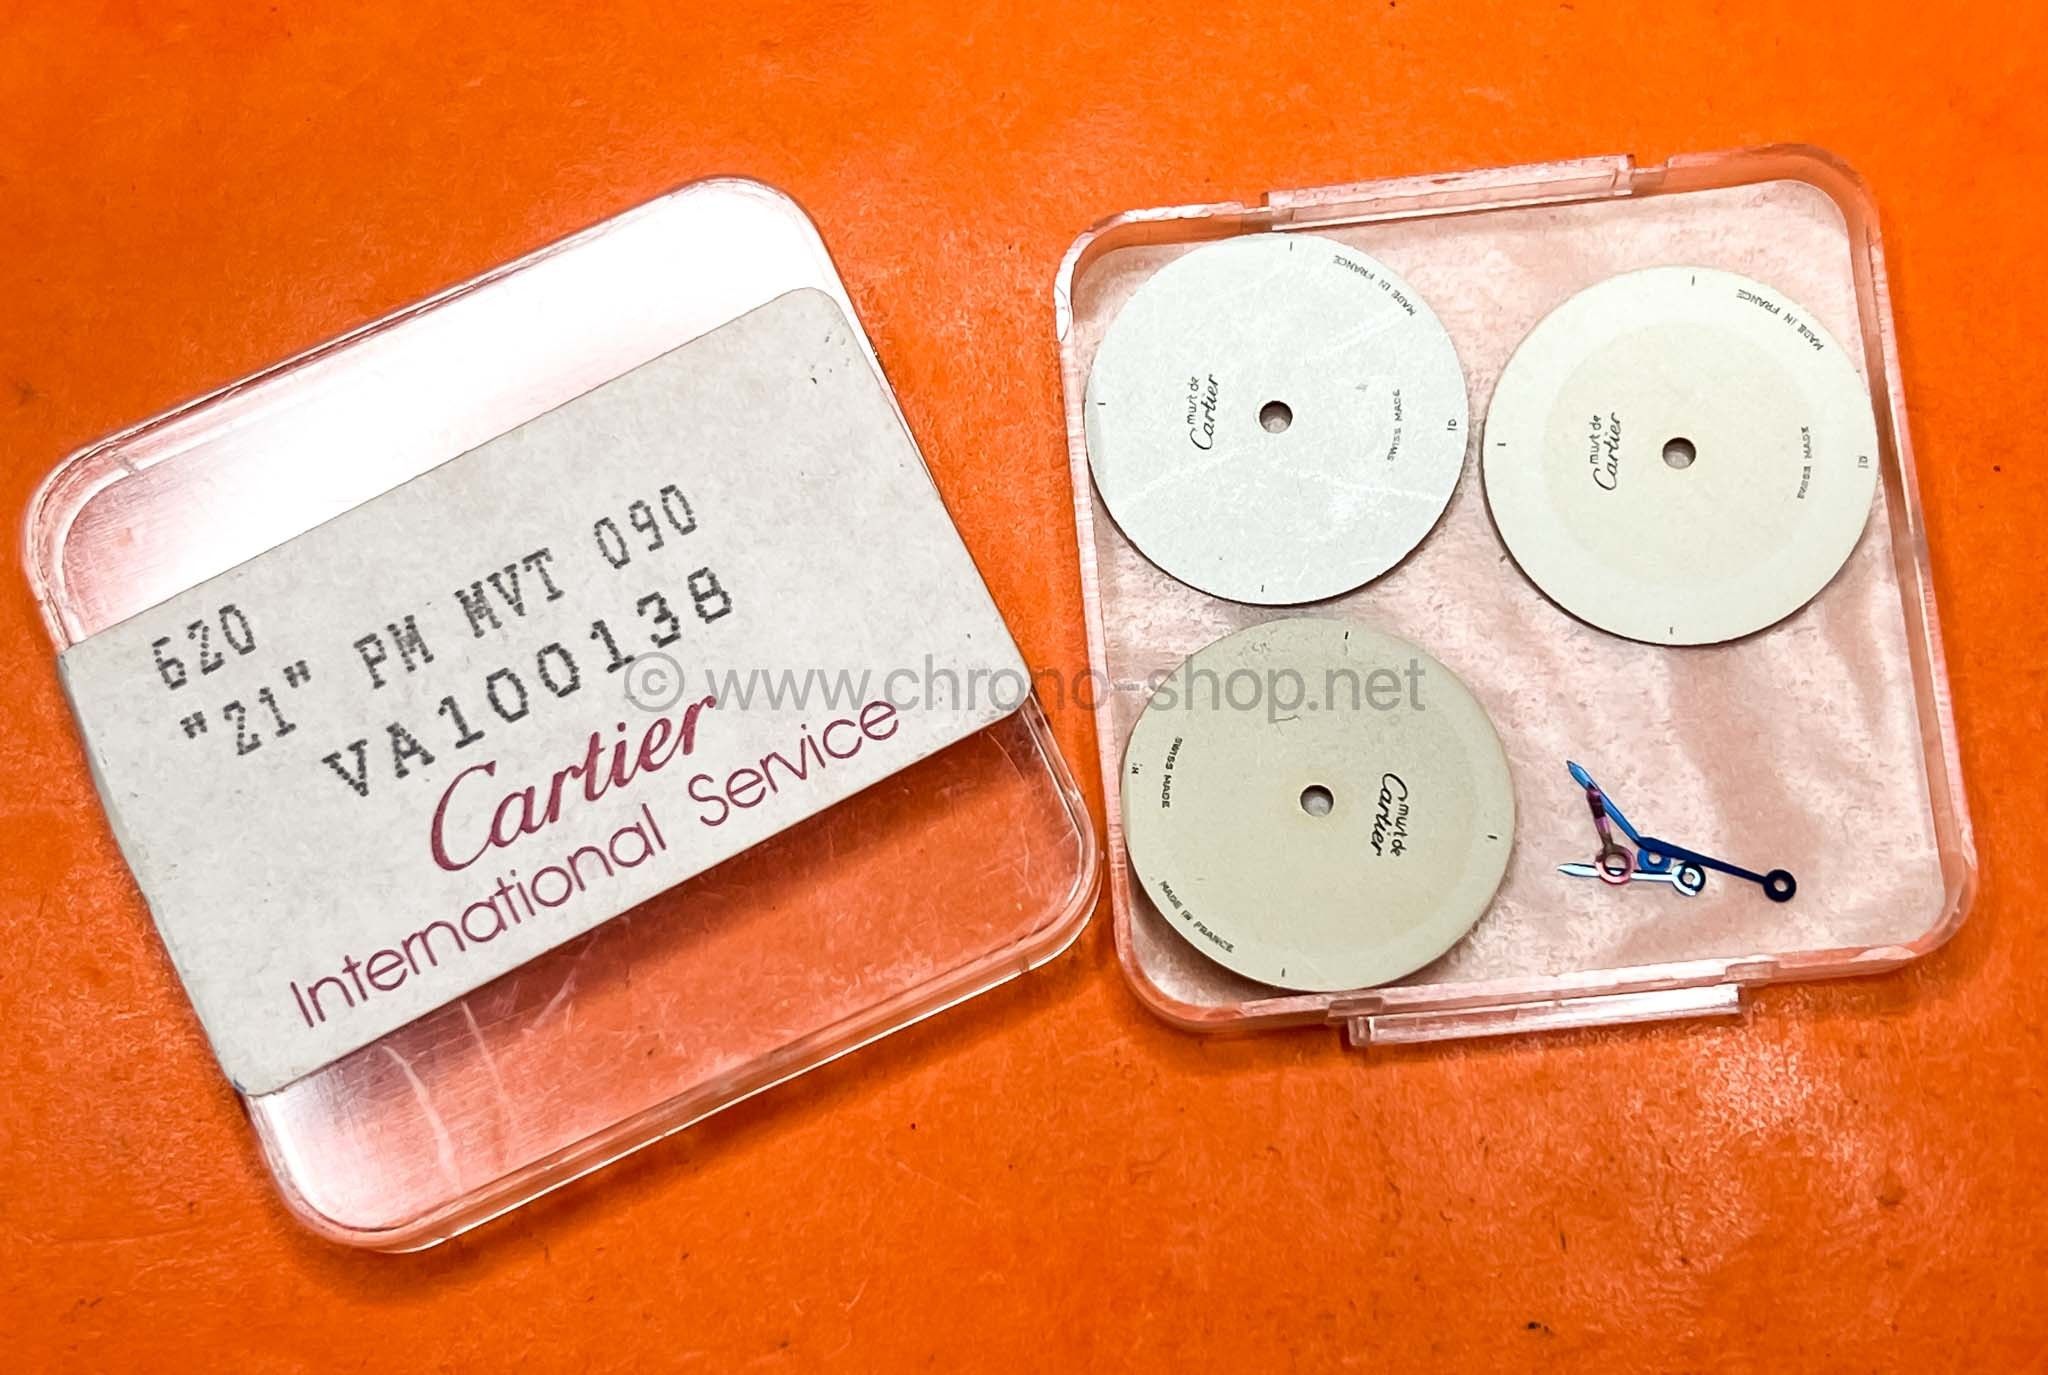 620
"21" PM MVT 090
VA100138
Cartier
International Service
© www.chrono-shop.net
MADE IN FRANCE
must de
Cartier
SWISS MADE
MADE IN FRANCE
must de
Cartier
SWISS MADE
SWISS MADE
must de
Cartier
MADE IN FRANCE